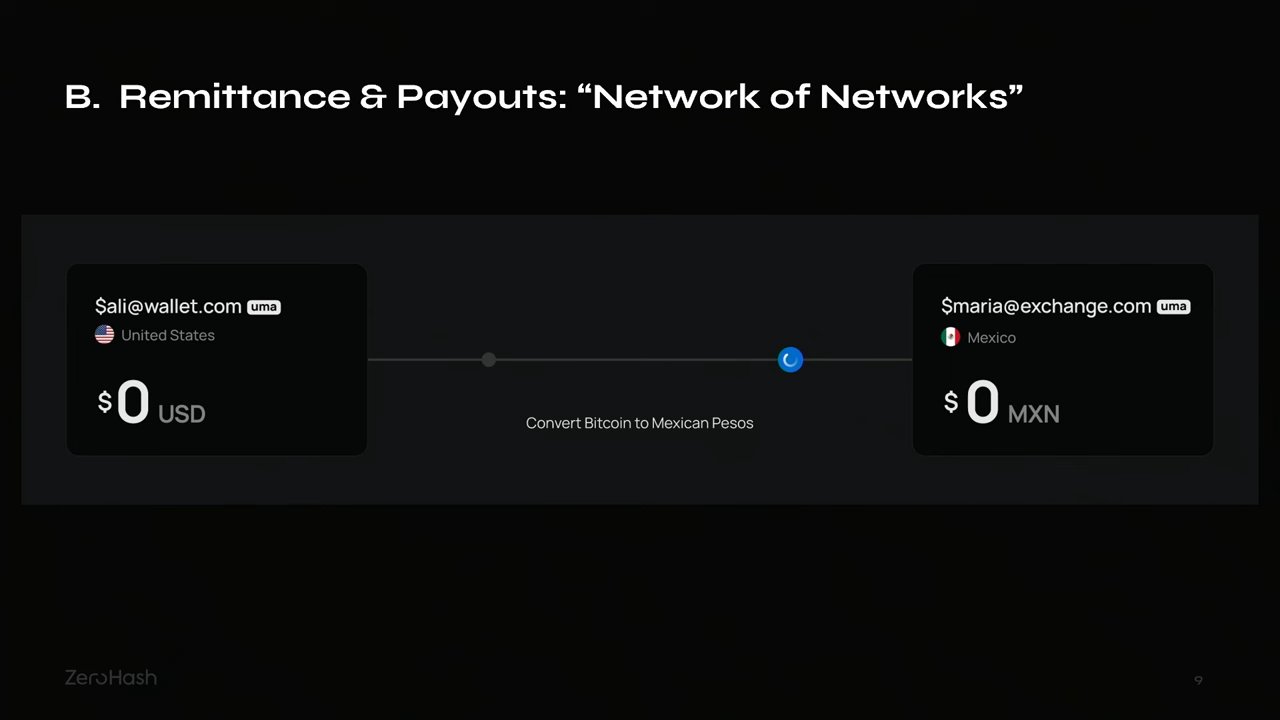 B. Remittance & Payouts: “Network of Networks”
$ali@wallet.com uma
United States
$0 USD
Convert Bitcoin to Mexican Pesos
$maria@exchange.com uma
Mexico
$0 MXN
ZeroHash
9